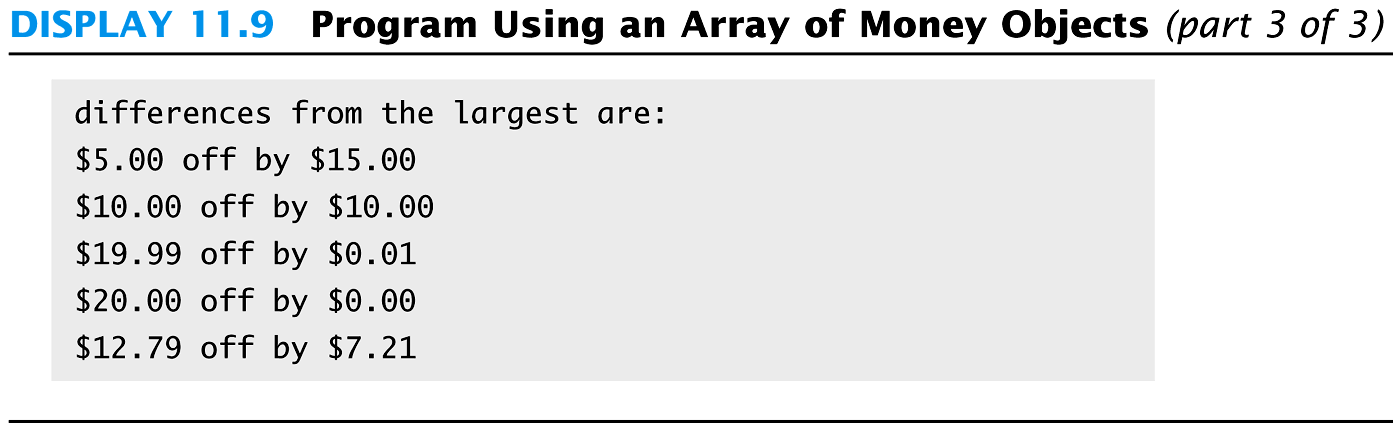 DISPLAY 11.9 Program Using an Array of Money Objects (part 3 of 3)
differences from the largest are:
$5.00 off by $15.00
$10.00 off by $10.00
$19.99 off by $0.01
$20.00 off by $0.00
$12.79 off by $7.21